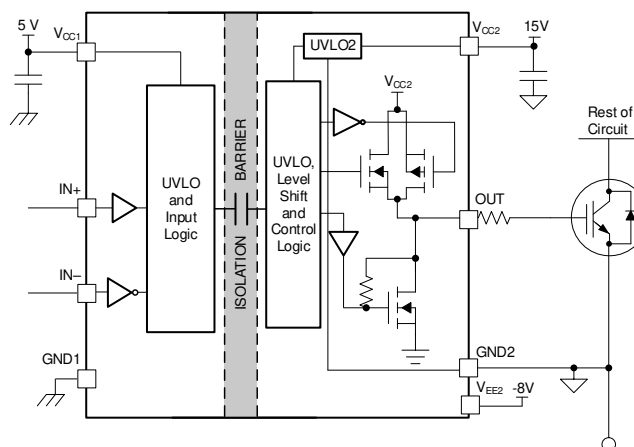 5 V
VCC1
UVLO2
VCC2
15V
VCC2
Rest of
Circuit
UVLO
and
Input
Logic
ISOLATION BARRIER
UVLO,
Level
Shift
and
Control
Logic
IN+
OUT
IN–
GND1
GND2
VEE2
-8V